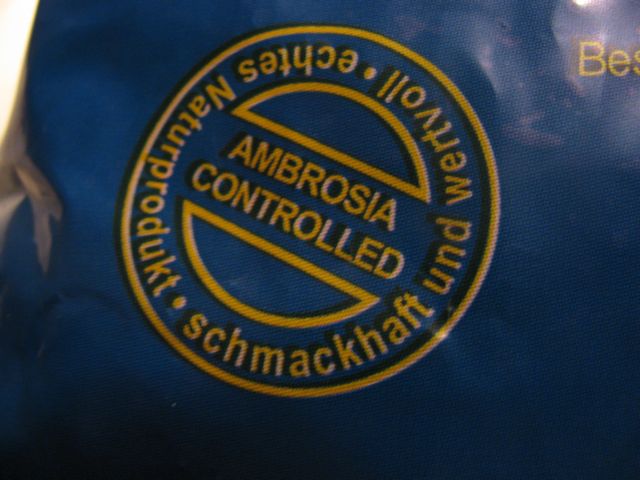 AMBROSIA
CONTROLLED
schmackhaft und wertvoll • echtes Naturprodukt •
Bes